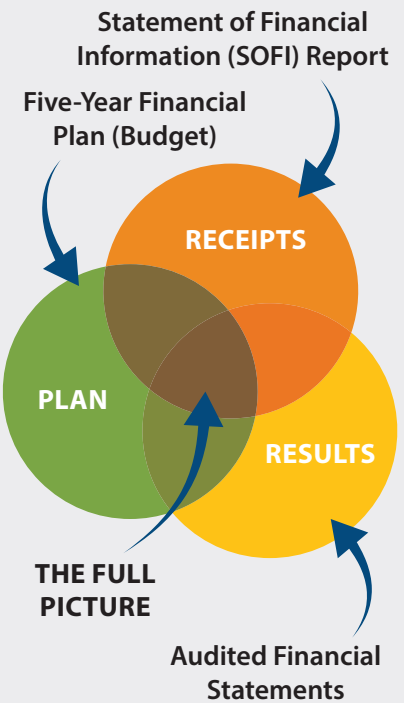 Statement of Financial
Information (SOFI) Report
Five-Year Financial
Plan (Budget)
RECEIPTS
PLAN
RESULTS
THE FULL
PICTURE
Audited Financial
Statements